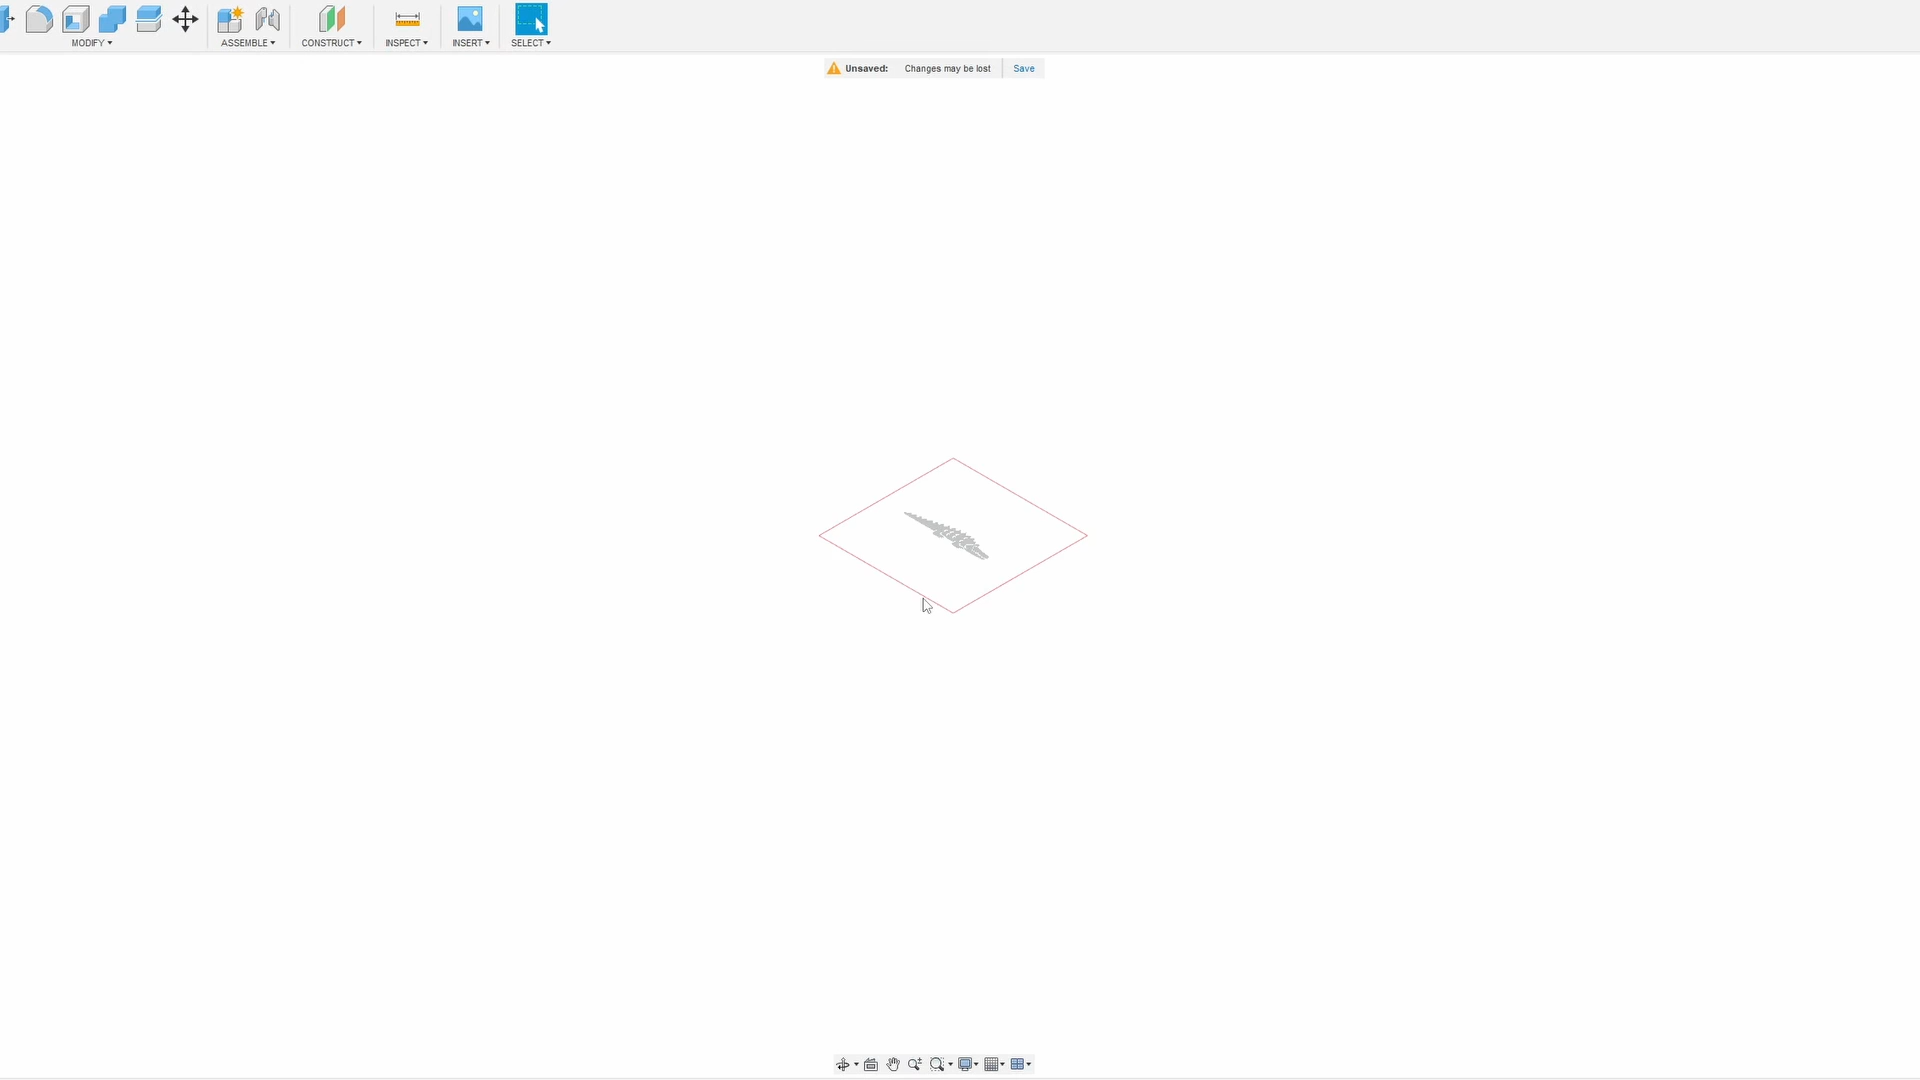 MODIFY ASSEMBLE CONSTRUCT INSPECT INSERT SELECT
Unsaved: Changes may be lost Save